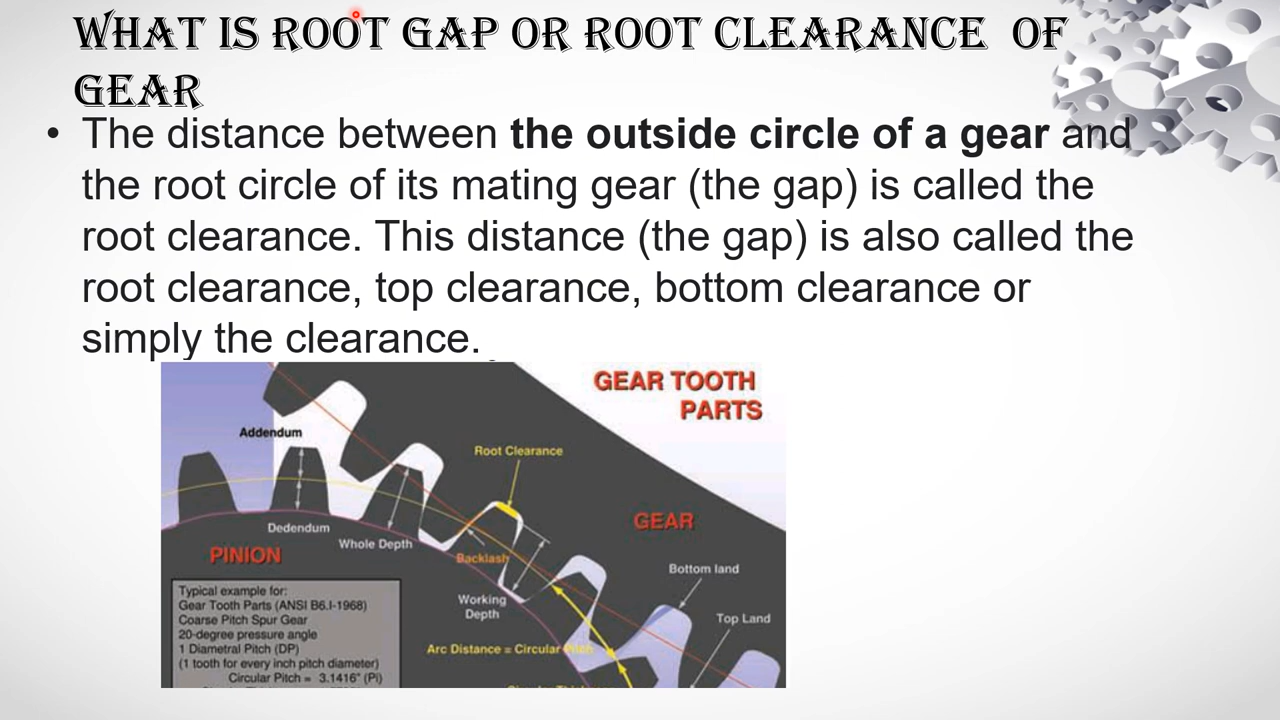 WHAT IS ROOT GAP OR ROOT CLEARANCE OF
GEAR
• The distance between the outside circle of a gear and
the root circle of its mating gear (the gap) is called the
root clearance. This distance (the gap) is also called the
root clearance, top clearance, bottom clearance or
simply the clearance.
GEAR TOOTH
PARTS
Addendum
Root Clearance
Dedendum
GEAR
Whole Depth
PINION
Backlash
Bottom land
Typical example for:
Gear Tooth Parts (ANSI B6.I-1968)
Coarse Pitch Spur Gear
20-degree pressure angle
1 Diametral Pitch (DP)
(1 tooth for every inch pitch diameter)
Circular Pitch = 3.1416" (Pi)
Working
Depth
Top Land
Arc Distance = Circular Pitch